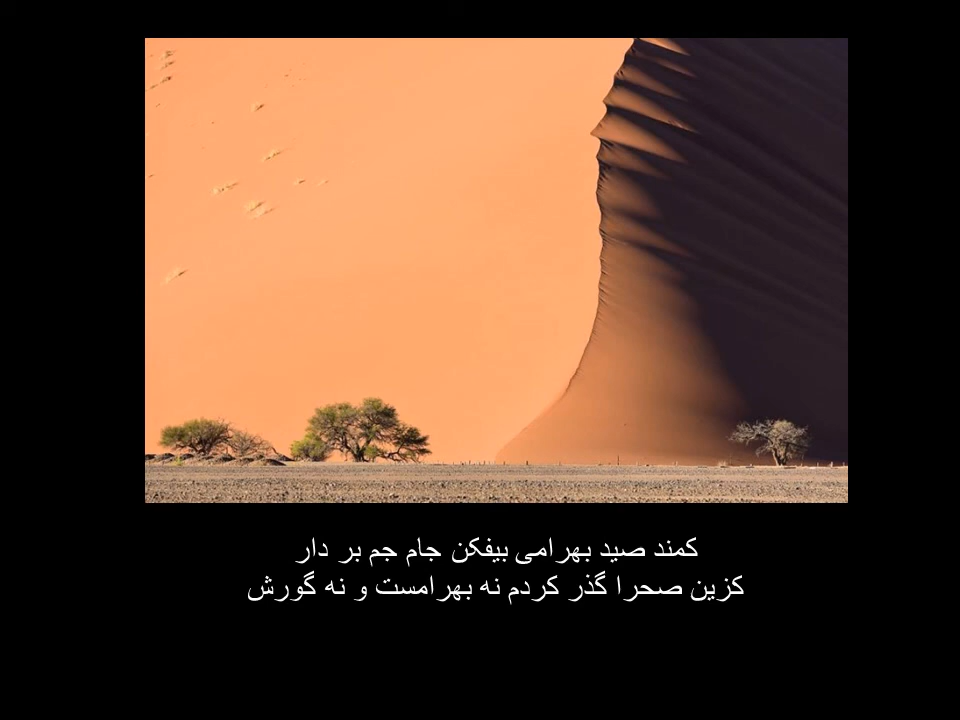 کمند صید بهرامی بیفکن جام جم بر دار
کزین صحرا گذر کردم نه بهرامست و نه گورش